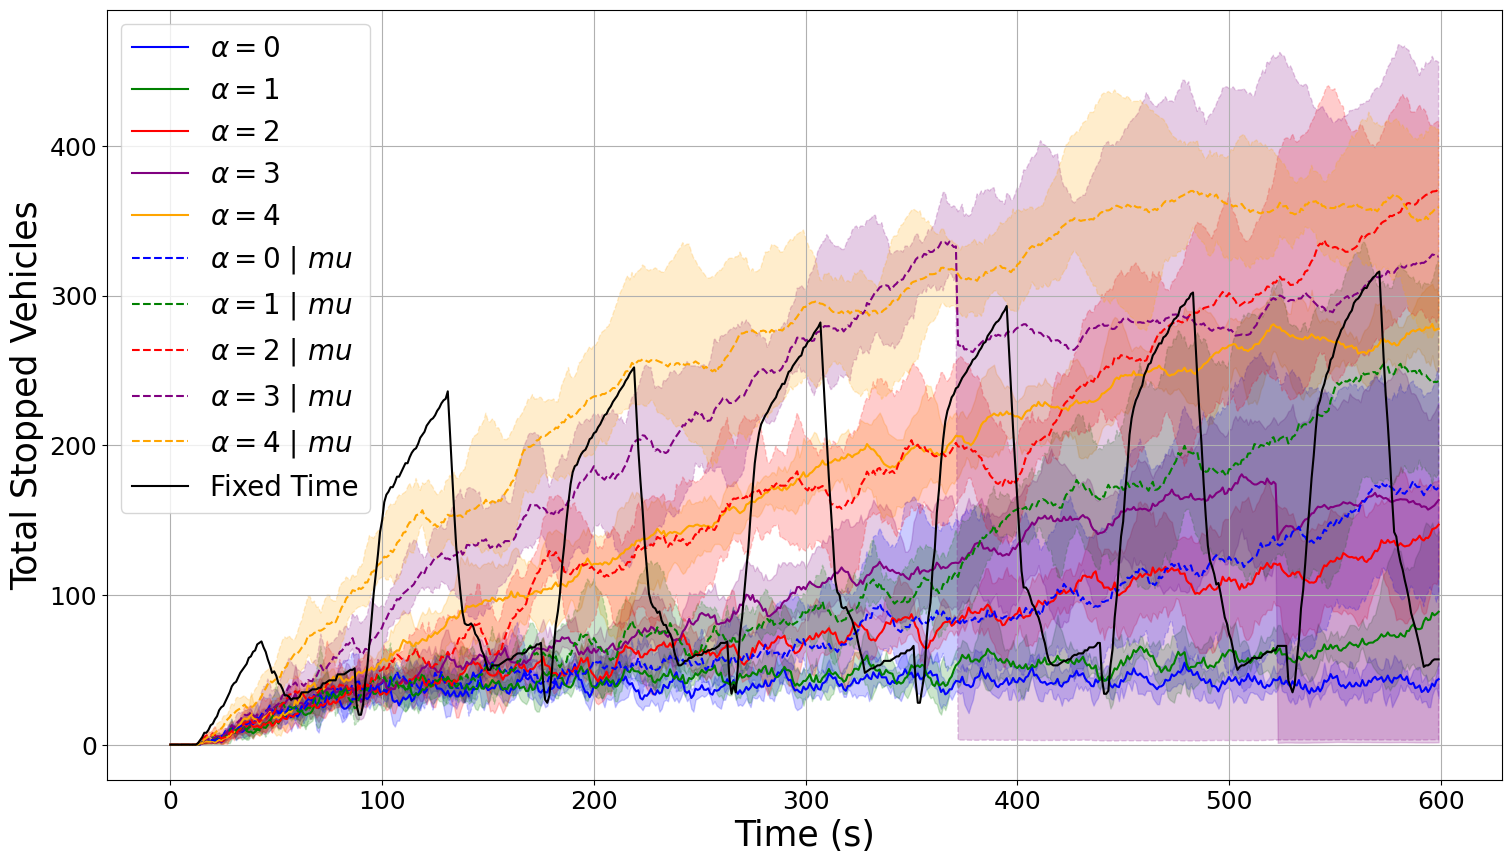 α = 0
α = 1
α = 2
α = 3
α = 4
α = 0 | mu
α = 1 | mu
α = 2 | mu
α = 3 | mu
α = 4 | mu
Fixed Time
Total Stopped Vehicles
400
300
200
100
0
0 100 200 300 400 500 600
Time (s)